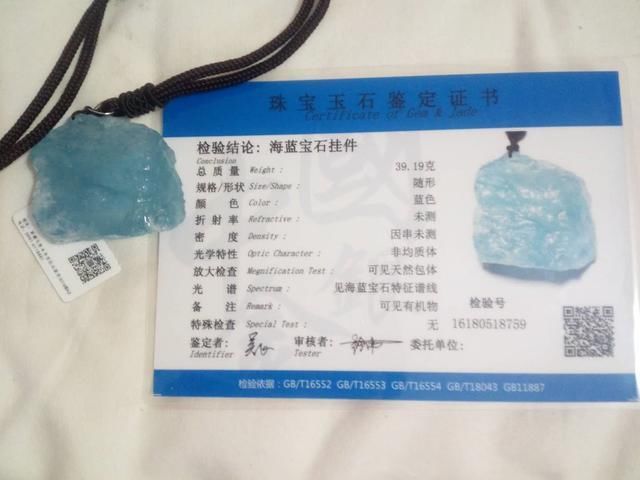 珠宝玉石鉴定证书
Certificate of Gem & Jade
检验结论：海蓝宝石挂件
Conclusion
总质量 Weight： 39.19克
规格/形状 Size/Shape： 随形
颜色 Color： 蓝色
折射率 Refractive： 未测
密度 Density： 因串未测
光学特性 Optic Character： 非均质体
放大检查 Megnification Test： 可见天然包体
光谱 Spectrum： 见海蓝宝石特征谱线
备注 Remark： 可见有机物
特殊检查 Special Test： 无
检验号
16180518759
鉴定者： 审核者： 委托单位：
Identifier Tester
检验依据：GB/T16552 GB/T16553 GB/T16554 GB/T18043 GB11887